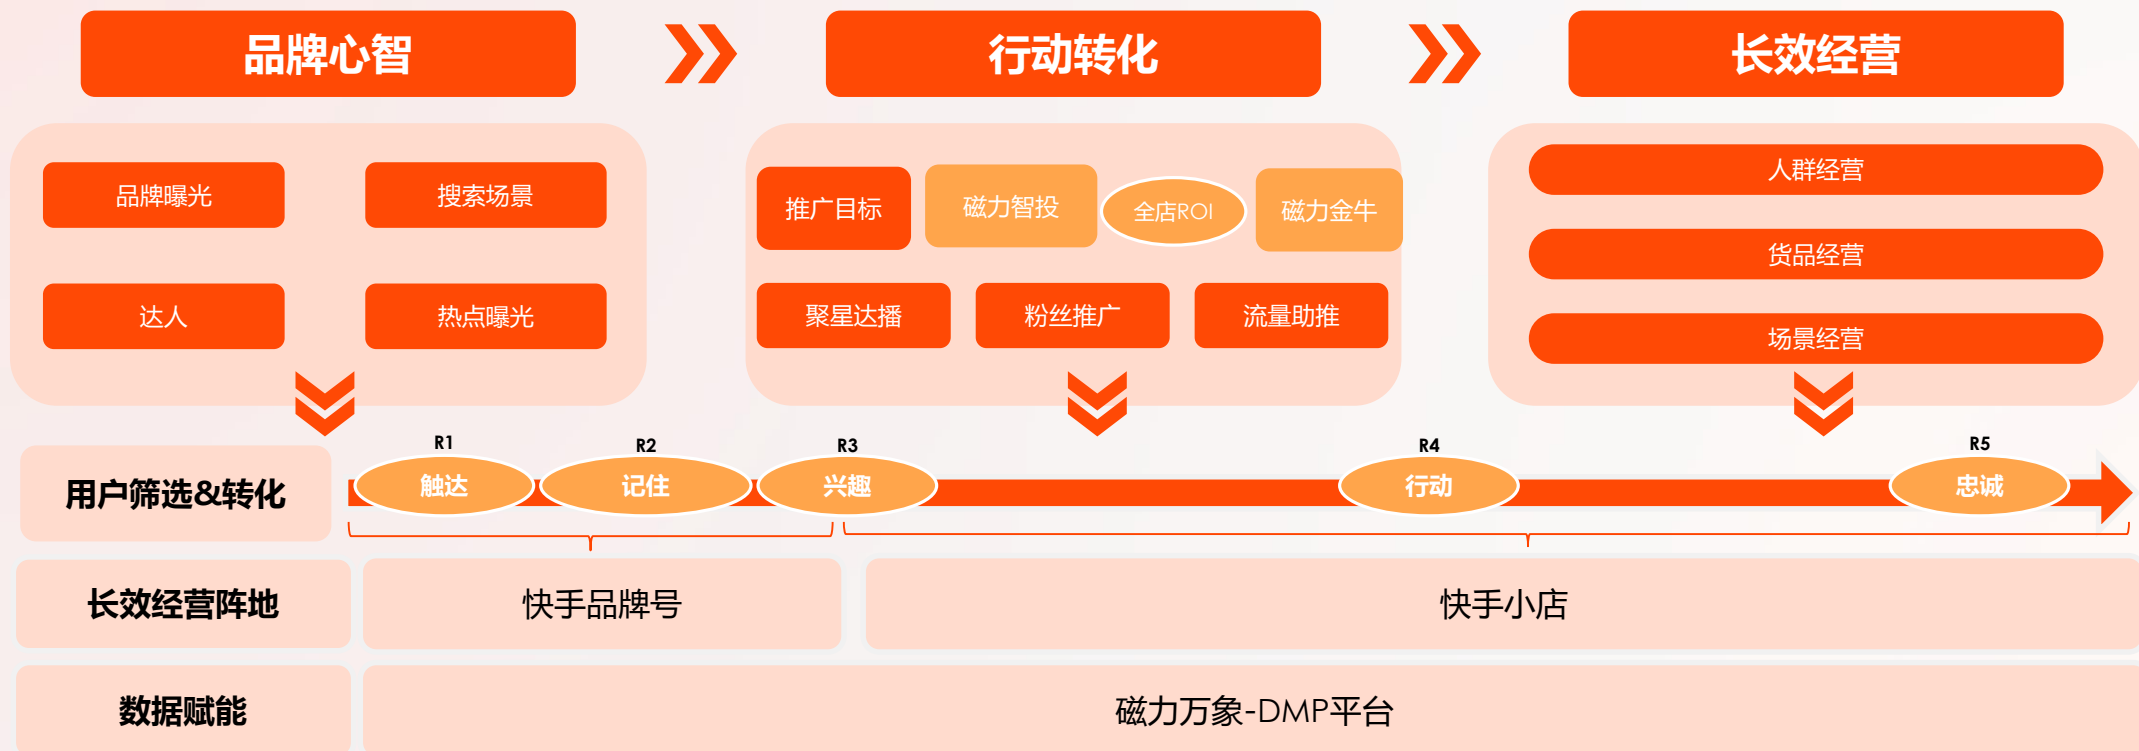 品牌心智
行动转化
长效经营
品牌曝光
搜索场景
达人
热点曝光
推广目标
磁力智投
全店ROI
磁力金牛
聚星达播
粉丝推广
流量助推
人群经营
货品经营
场景经营
用户筛选&转化
R1
触达
R2
记住
R3
兴趣
R4
行动
R5
忠诚
长效经营阵地
快手品牌号
快手小店
数据赋能
磁力万象-DMP平台